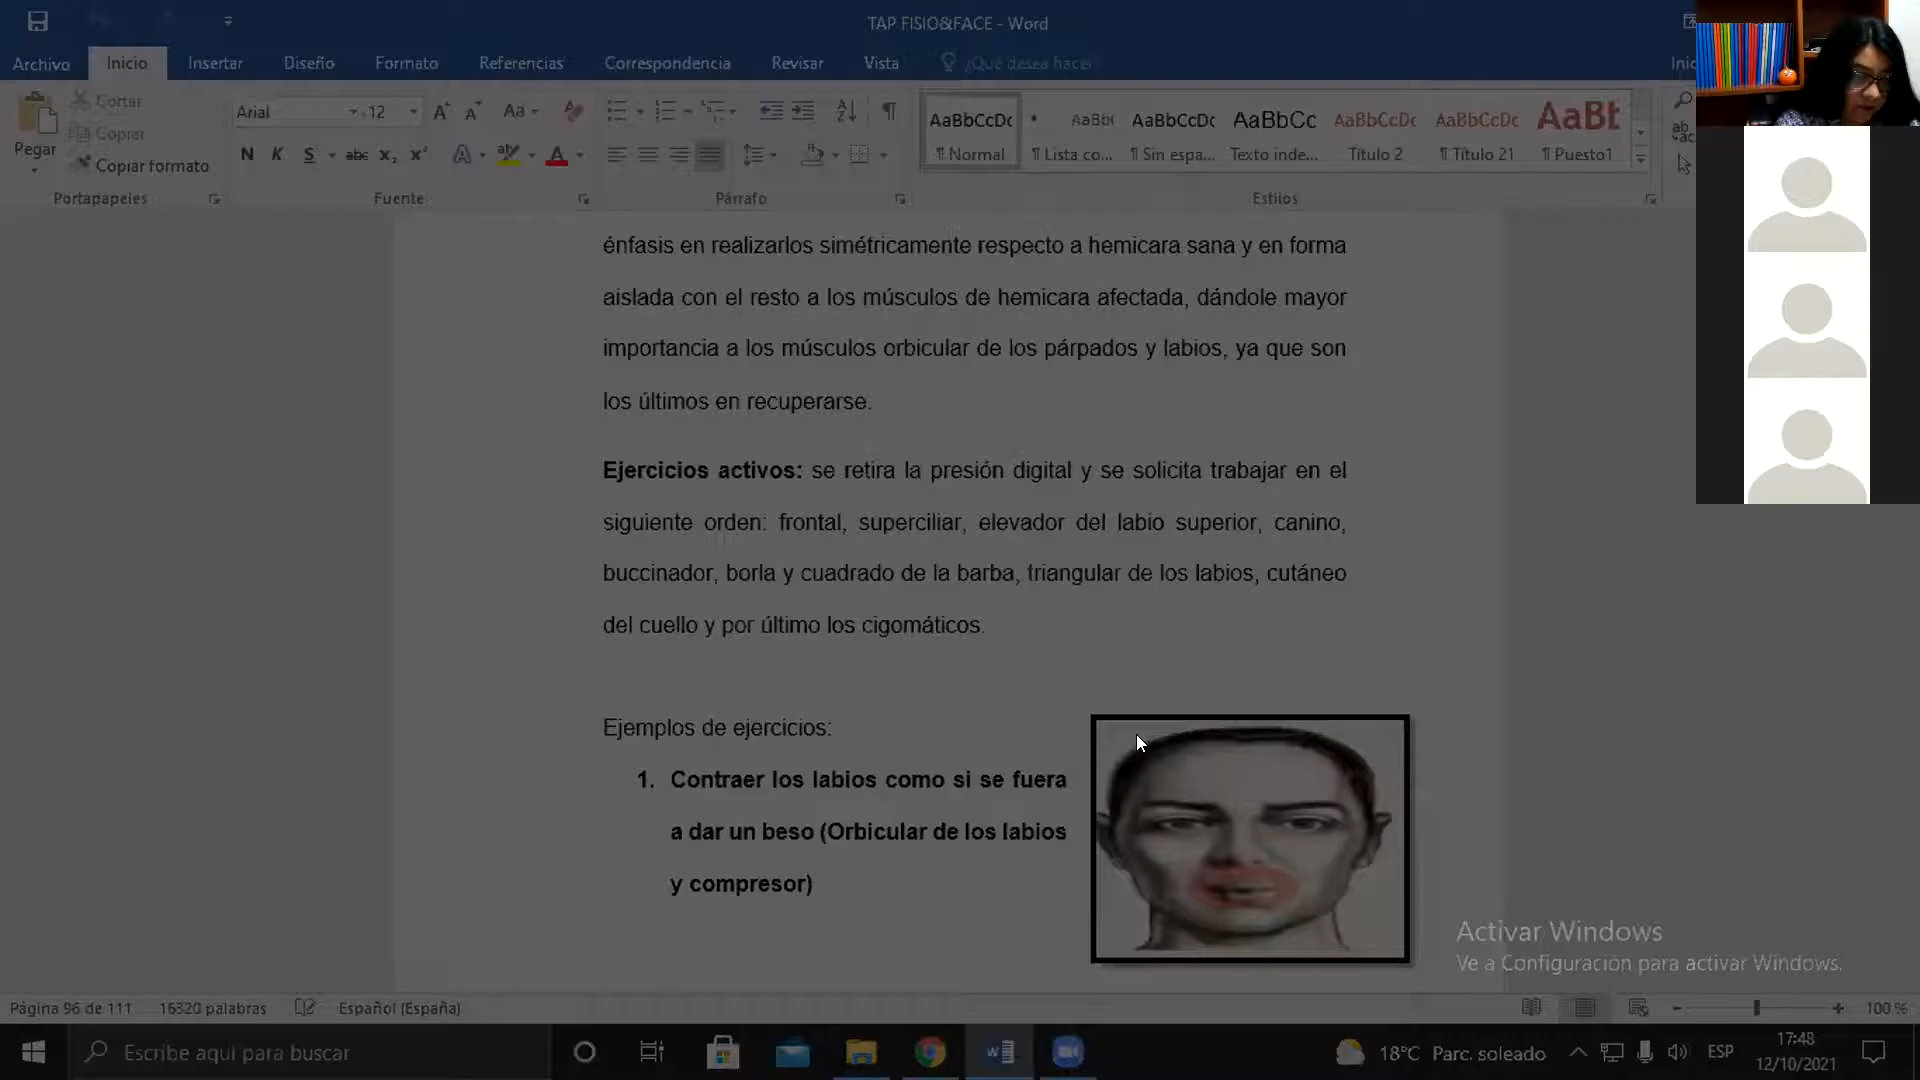 TAP FISIO&FACE - Word
Archivo Inicio Insertar Diseño Formato Referencias Correspondencia Revisar Vista ¿Qué desea hacer
Pegar
Cortar
Copiar
Copiar formato
Portapapeles
Arial 12
Fuente
Párrafo
AaBbCcDc AaBb( AaBbCcDc AaBbCc AaBbCcDc AaBbCcDc AaBt
¶ Normal ¶ Lista co... ¶ Sin espa... Texto inde... Título 2 ¶ Título 21 ¶ Puesto1
Estilos
énfasis en realizarlos simétricamente respecto a hemicara sana y en forma
aislada con el resto a los músculos de hemicara afectada, dándole mayor
importancia a los músculos orbicular de los párpados y labios, ya que son
los últimos en recuperarse.
Ejercicios activos: se retira la presión digital y se solicita trabajar en el
siguiente orden: frontal, superciliar, elevador del labio superior, canino,
buccinador, borla y cuadrado de la barba, triangular de los labios, cutáneo
del cuello y por último los cigomáticos.
Ejemplos de ejercicios:
1. Contraer los labios como si se fuera
a dar un beso (Orbicular de los labios
y compresor)
Activar Windows
Ve a Configuración para activar Windows.
Página 96 de 111 16320 palabras Español (España) 100 %
Escribe aquí para buscar
18°C Parc. soleado ESP
17:48
12/10/2021